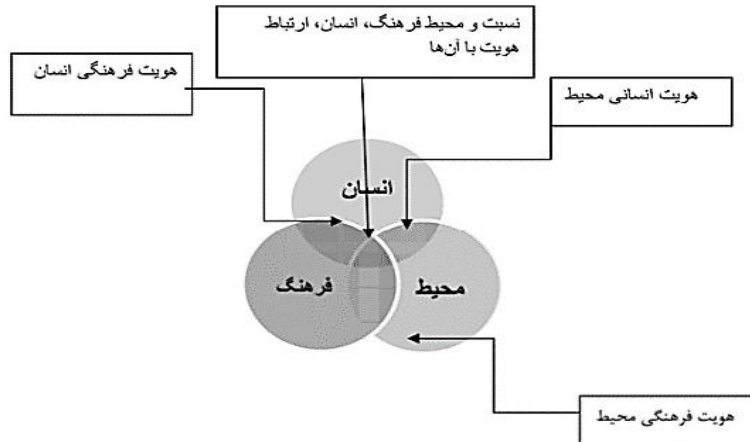 نسبت و محیط فرهنگ، انسان، ارتباط
هویت با آن‌ها
هویت فرهنگی انسان
هویت انسانی محیط
انسان
فرهنگ
محیط
هویت فرهنگی محیط